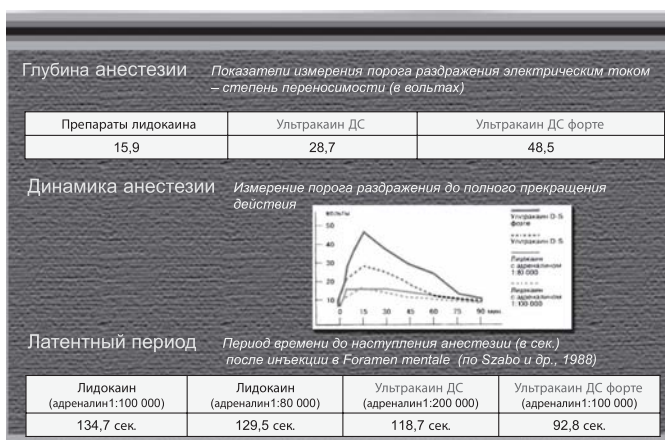 Глубина анестезии
Показатели измерения порога раздражения электрическим током
– степень переносимости (в вольтах)
Препараты лидокаина Ультракаин ДС Ультракаин ДС форте
15,9 28,7 48,5
Динамика анестезии
Измерение порога раздражения до полного прекращения
действия
вольты
50
40
30
20
10
0 15 30 45 60 75 90 мин.
Ультракаин D-S
форте
Ультракаин D-S
Лидокаин
с адреналином
1:80 000
Лидокаин
с адреналином
1:100 000
Латентный период
Период времени до наступления анестезии (в сек.)
после инъекции в Foramen mentale (по Szabo и др., 1988)
Лидокаин Лидокаин Ультракаин ДС Ультракаин ДС форте
(адреналин1:100 000) (адреналин1:80 000) (адреналин1:200 000) (адреналин1:100 000)
134,7 сек. 129,5 сек. 118,7 сек. 92,8 сек.